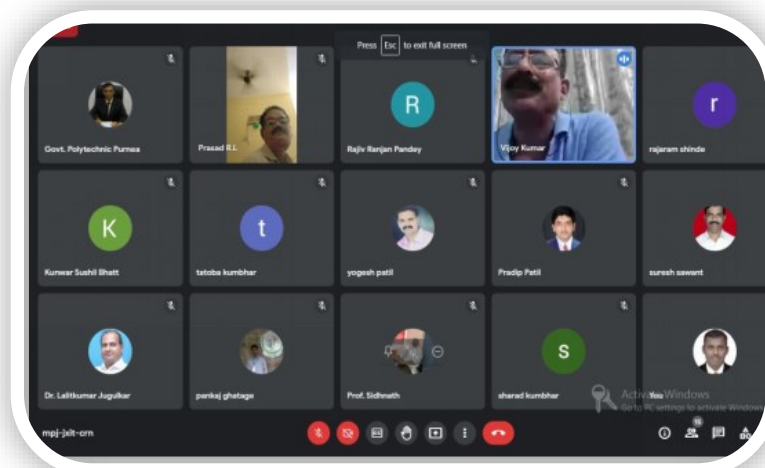 Press Esc to exit full screen
R
r
Govt. Polytechnic Purnea
Prasad R.L
Rajiv Ranjan Pandey
Vijoy Kumar
rajaram shinde
K
t
Kunwar Sushil Bhatt
tatoba kumbhar
yogesh patil
Pradip Patil
suresh sawant
s
Dr. Lalitkumar Jugulkar
pankaj ghatage
Prof. Sidhnath
sharad kumbhar
You
Activate Windows
Go to PC settings to activate Windows
mpj-jxit-crn